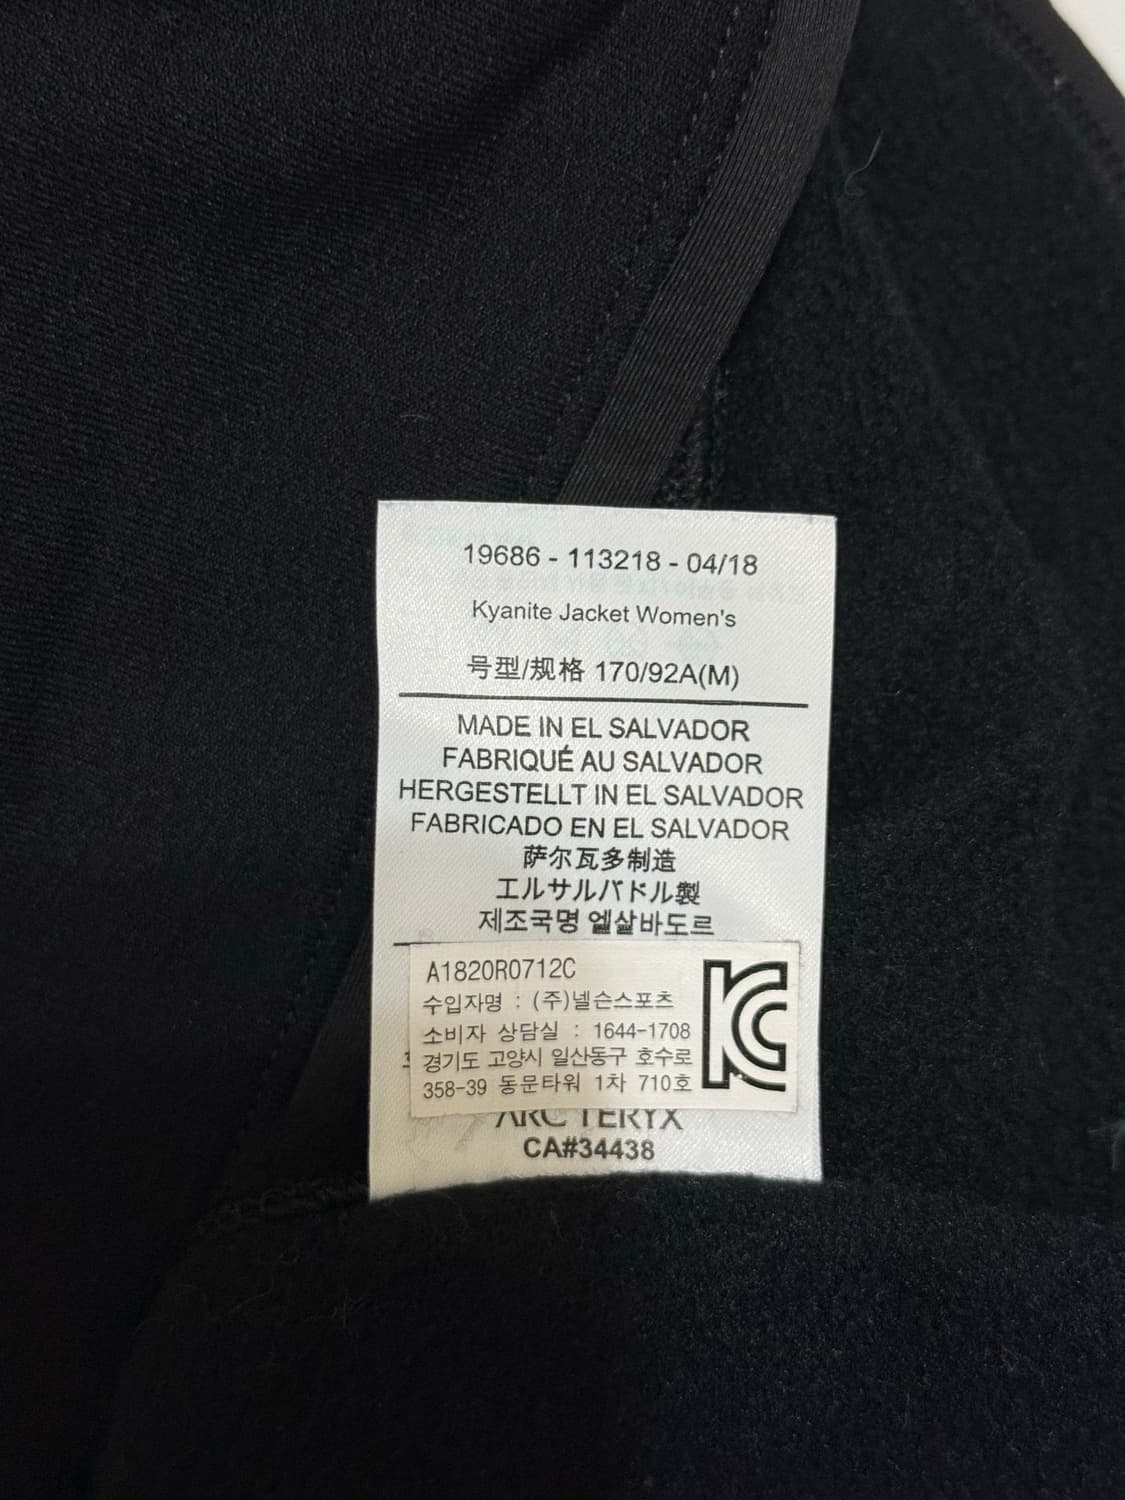 19686 - 113218 - 04/18
Kyanite Jacket Women's
号型/规格 170/92A(M)
MADE IN EL SALVADOR
FABRIQUÉ AU SALVADOR
HERGESTELLT IN EL SALVADOR
FABRICADO EN EL SALVADOR
萨尔瓦多制造
エルサルバドル製
제조국명 엘살바도르
A1820R0712C
수입자명 : (주)넬슨스포츠
소비자 상담실 : 1644-1708
경기도 고양시 일산동구 호수로
358-39 동문타워 1차 710호
KC
ARC'TERYX
CA#34438